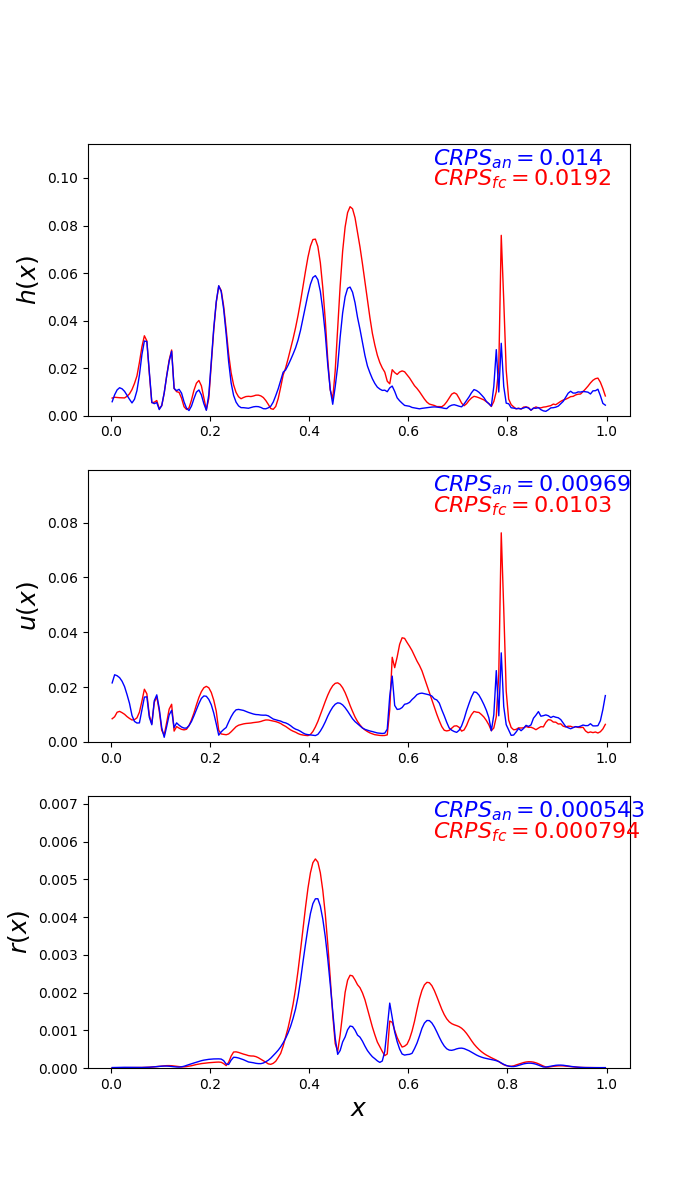 CRPS_an = 0.014
CRPS_fc = 0.0192
h(x)
0.10
0.08
0.06
0.04
0.02
0.00
0.0 0.2 0.4 0.6 0.8 1.0
CRPS_an = 0.00969
CRPS_fc = 0.0103
u(x)
0.08
0.06
0.04
0.02
0.00
0.0 0.2 0.4 0.6 0.8 1.0
CRPS_an = 0.000543
CRPS_fc = 0.000794
r(x)
0.007
0.006
0.005
0.004
0.003
0.002
0.001
0.000
0.0 0.2 0.4 0.6 0.8 1.0
x